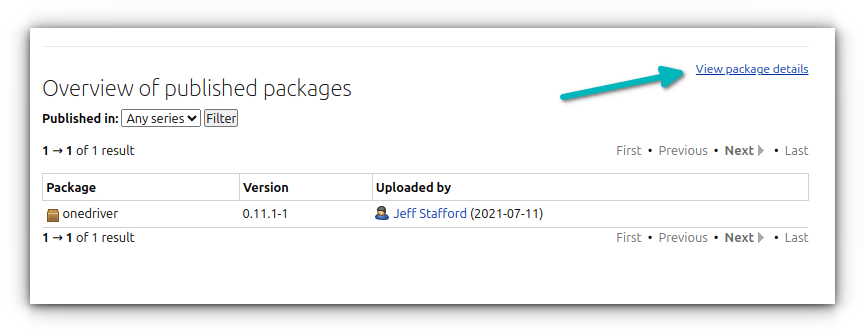 View package details
Overview of published packages
Published in: Any series Filter
1 → 1 of 1 result First • Previous • Next • Last
Package Version Uploaded by
onedriver 0.11.1-1 Jeff Stafford (2021-07-11)
1 → 1 of 1 result First • Previous • Next • Last